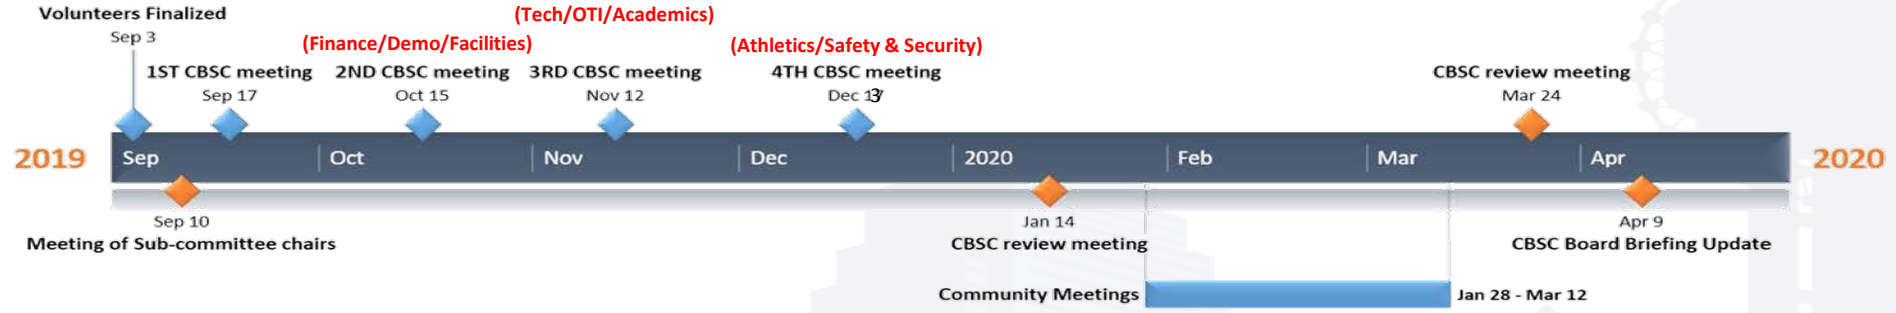 Volunteers Finalized
Sep 3
(Tech/OTI/Academics)
(Finance/Demo/Facilities)
(Athletics/Safety & Security)
1ST CBSC meeting
Sep 17
2ND CBSC meeting
Oct 15
3RD CBSC meeting
Nov 12
4TH CBSC meeting
Dec 3
CBSC review meeting
Mar 24
2019
Sep
Oct
Nov
Dec
2020
Feb
Mar
Apr
2020
Sep 10
Meeting of Sub-committee chairs
Jan 14
CBSC review meeting
Apr 9
CBSC Board Briefing Update
Community Meetings
Jan 28 - Mar 12